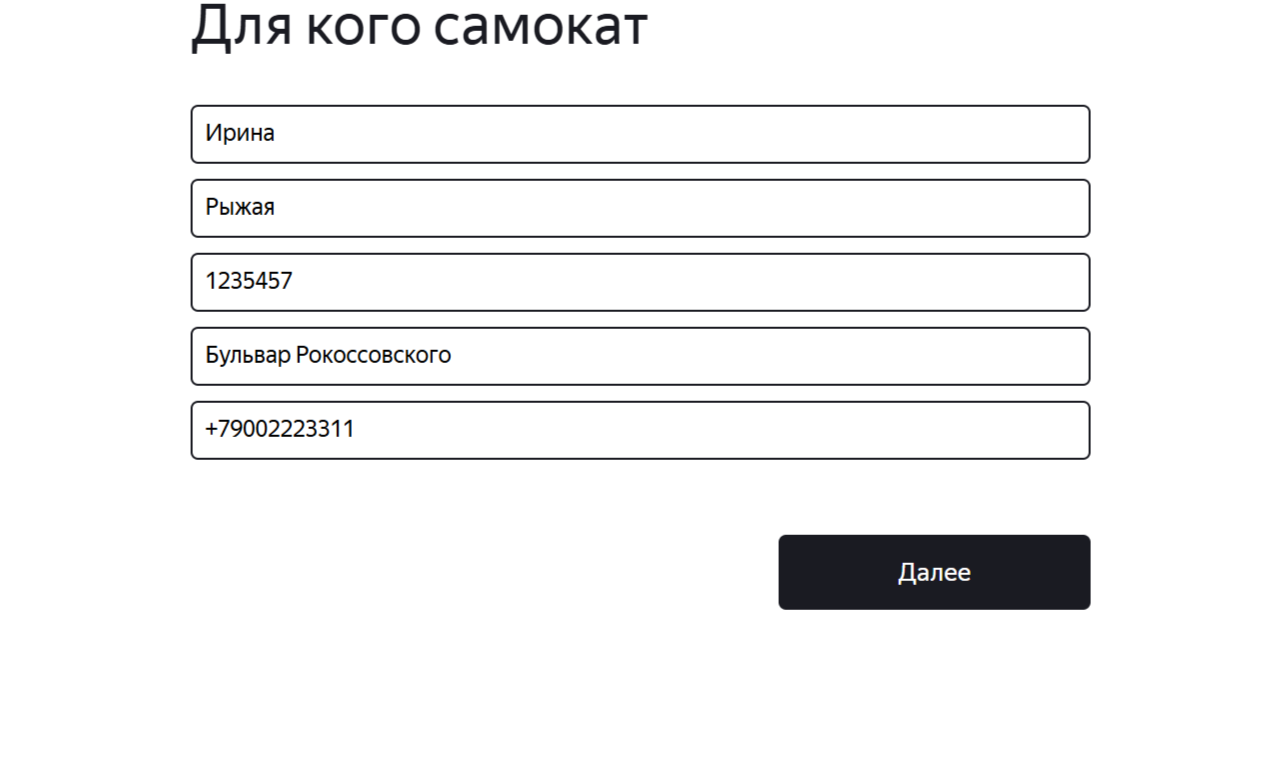 Для кого самокат
Ирина
Рыжая
1235457
Бульвар Рокоссовского
+79002223311
Далее